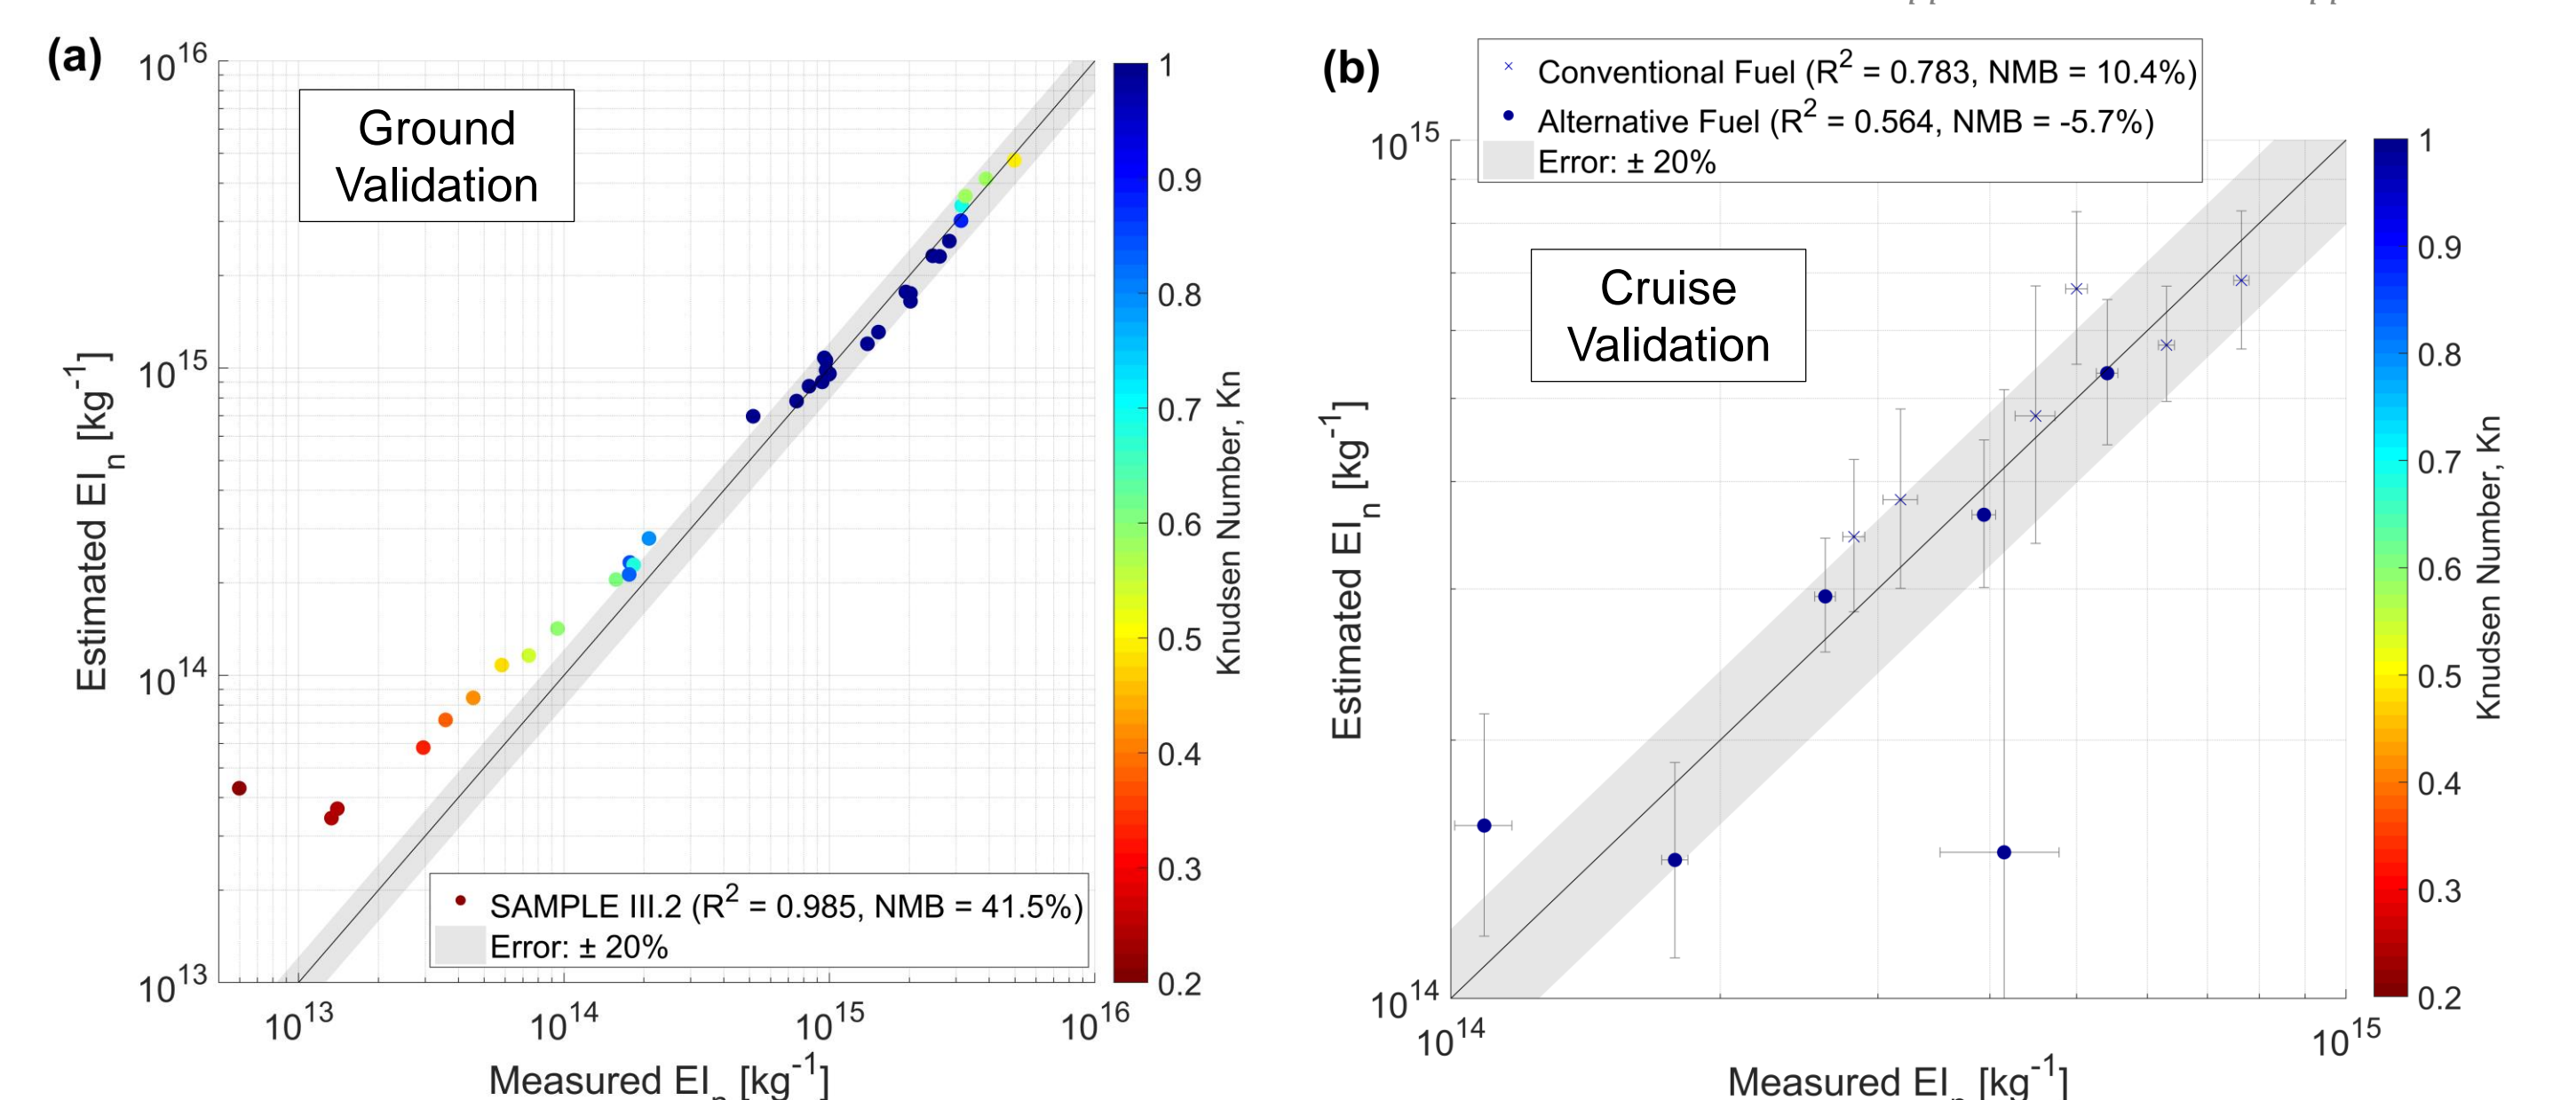 (a)
10^16
10^15
10^14
10^13
Estimated EI_n [kg^-1]
Ground
Validation
SAMPLE III.2 (R^2 = 0.985, NMB = 41.5%)
Error: ± 20%
10^13
10^14
10^15
10^16
Measured EI_n [kg^-1]
1
0.9
0.8
0.7
0.6
0.5
0.4
0.3
0.2
Knudsen Number, Kn
(b)
Conventional Fuel (R^2 = 0.783, NMB = 10.4%)
Alternative Fuel (R^2 = 0.564, NMB = -5.7%)
Error: ± 20%
10^15
10^14
Estimated EI_n [kg^-1]
Cruise
Validation
10^14
10^15
Measured EI_n [kg^-1]
1
0.9
0.8
0.7
0.6
0.5
0.4
0.3
0.2
Knudsen Number, Kn